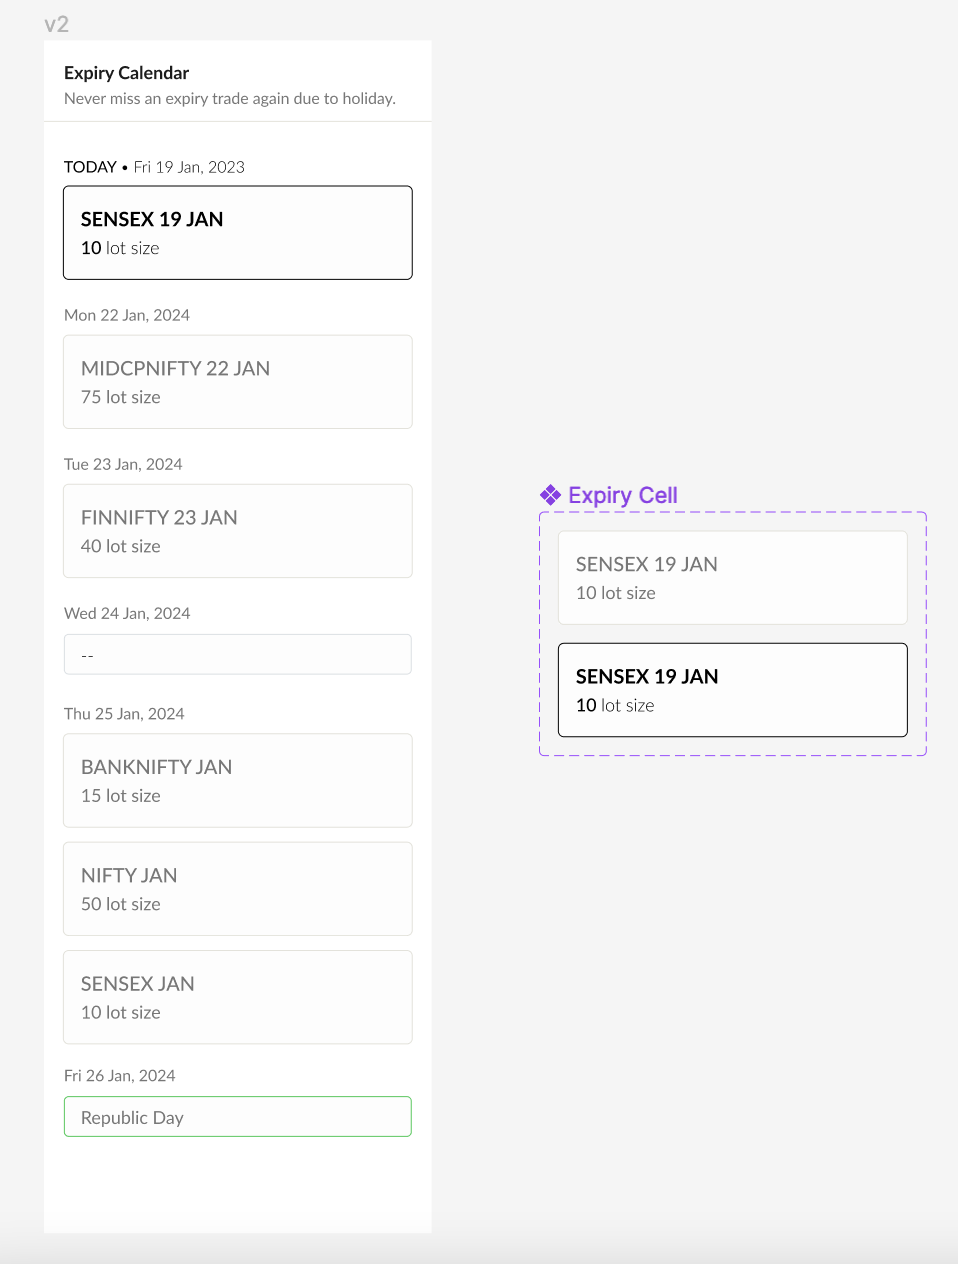 v2
Expiry Calendar
Never miss an expiry trade again due to holiday.
TODAY • Fri 19 Jan, 2023
SENSEX 19 JAN
10 lot size
Mon 22 Jan, 2024
MIDCPNIFTY 22 JAN
75 lot size
Tue 23 Jan, 2024
FINNIFTY 23 JAN
40 lot size
Wed 24 Jan, 2024
--
Thu 25 Jan, 2024
BANKNIFTY JAN
15 lot size
NIFTY JAN
50 lot size
SENSEX JAN
10 lot size
Fri 26 Jan, 2024
Republic Day
Expiry Cell
SENSEX 19 JAN
10 lot size
SENSEX 19 JAN
10 lot size